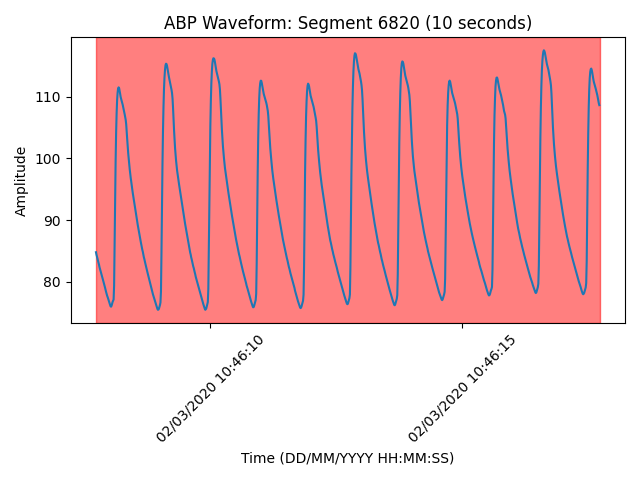 ABP Waveform: Segment 6820 (10 seconds)
Amplitude
110
100
90
80
02/03/2020 10:46:10
02/03/2020 10:46:15
Time (DD/MM/YYYY HH:MM:SS)